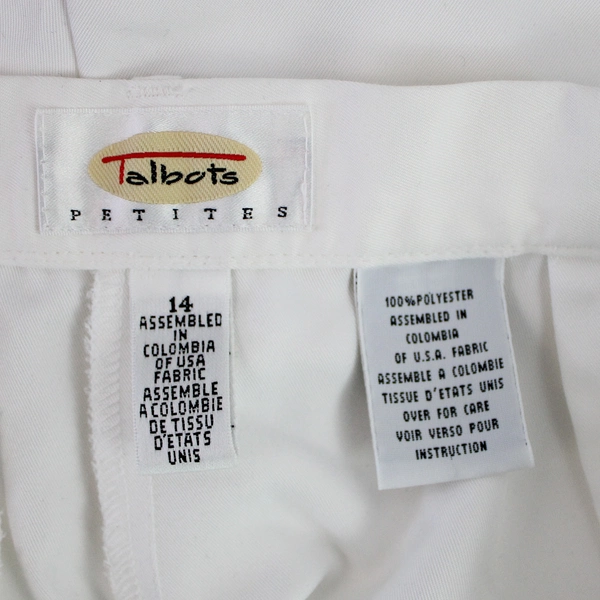 Talbots
PETITES
14
ASSEMBLED
IN
COLOMBIA
OF USA
FABRIC
ASSEMBLE
A COLOMBIE
DE TISSU
D'ETATS
UNIS
100% POLYESTER
ASSEMBLED IN
COLOMBIA
OF U.S.A. FABRIC
ASSEMBLE A COLOMBIE
TISSUE D'ETATS UNIS
OVER FOR CARE
VOIR VERSO POUR
INSTRUCTION